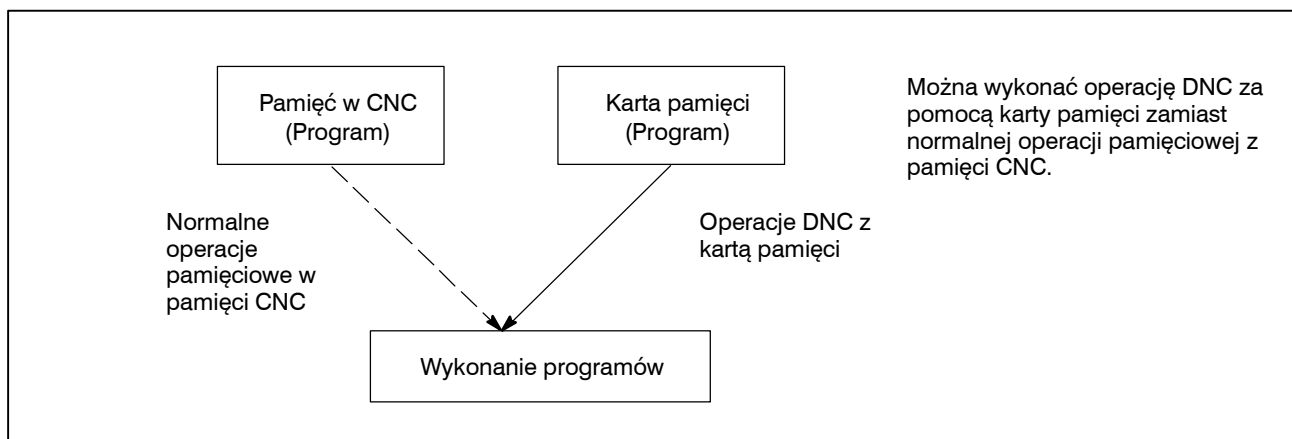 Pamięć w CNC
(Program)
Karta pamięci
(Program)
Można wykonać operację DNC za
pomocą karty pamięci zamiast
normalnej operacji pamięciowej z
pamięci CNC.
Normalne
operacje
pamięciowe w
pamięci CNC
Operacje DNC z
kartą pamięci
Wykonanie programów